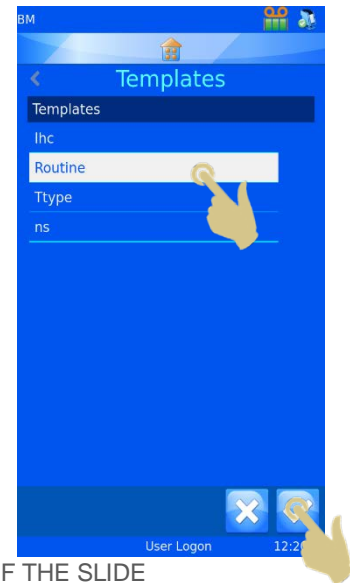 BM
Templates
Templates
Ihc
Routine
Ttype
ns
User Logon
F THE SLIDE